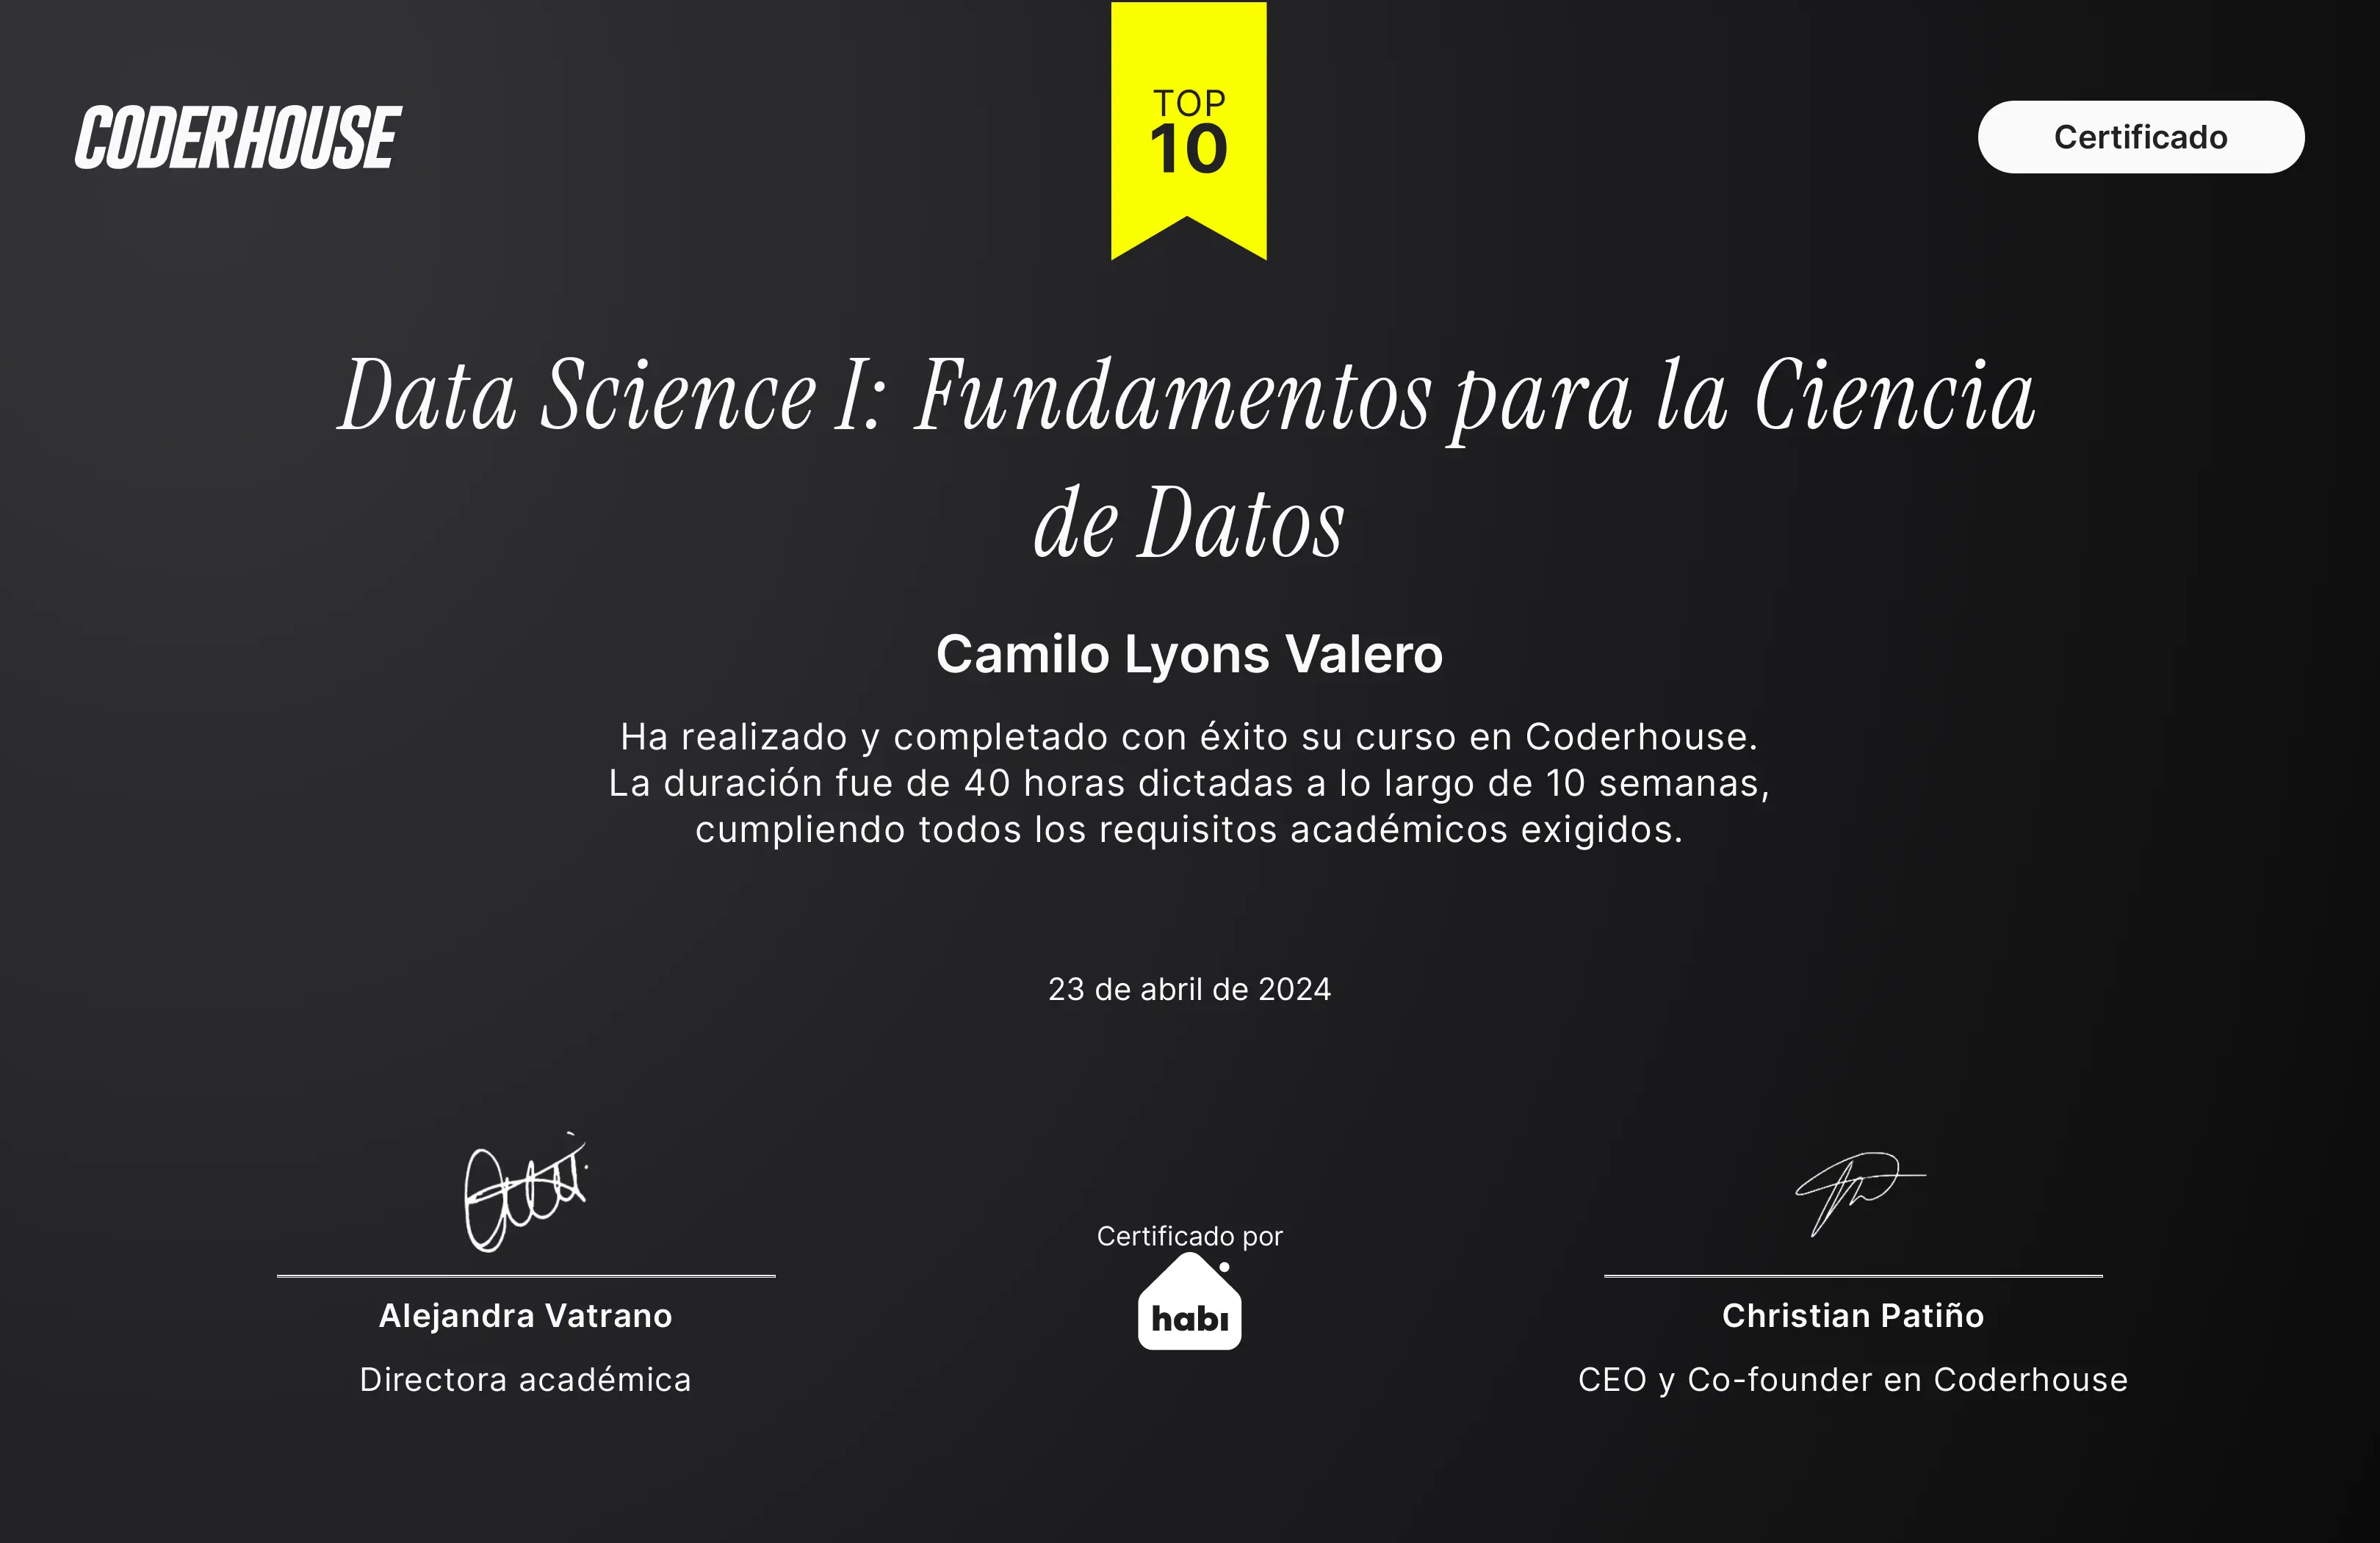 CODERHOUSE
TOP
10
Certificado
Data Science I: Fundamentos para la Ciencia
de Datos
Camilo Lyons Valero
Ha realizado y completado con éxito su curso en Coderhouse.
La duración fue de 40 horas dictadas a lo largo de 10 semanas,
cumpliendo todos los requisitos académicos exigidos.
23 de abril de 2024
Certificado por
habi
Alejandra Vatrano
Directora académica
Christian Patiño
CEO y Co-founder en Coderhouse